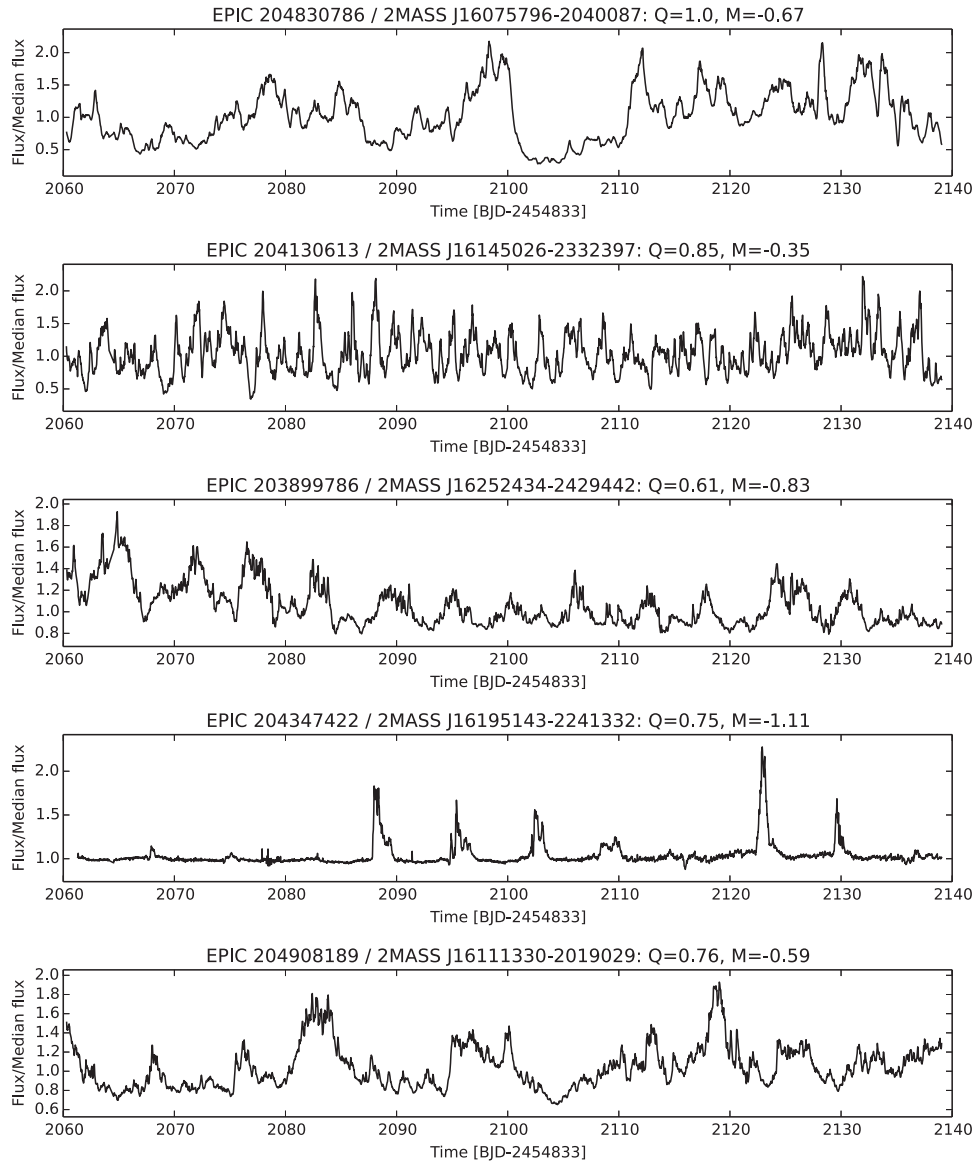 EPIC 204830786 / 2MASS J16075796-2040087: Q=1.0, M=-0.67
Flux/Median flux
2.0
1.5
1.0
0.5
2060 2070 2080 2090 2100 2110 2120 2130 2140
Time [BJD-2454833]
EPIC 204130613 / 2MASS J16145026-2332397: Q=0.85, M=-0.35
Flux/Median flux
2.0
1.5
1.0
0.5
2060 2070 2080 2090 2100 2110 2120 2130 2140
Time [BJD-2454833]
EPIC 203899786 / 2MASS J16252434-2429442: Q=0.61, M=-0.83
Flux/Median flux
2.0
1.8
1.6
1.4
1.2
1.0
0.8
2060 2070 2080 2090 2100 2110 2120 2130 2140
Time [BJD-2454833]
EPIC 204347422 / 2MASS J16195143-2241332: Q=0.75, M=-1.11
Flux/Median flux
2.0
1.5
1.0
2060 2070 2080 2090 2100 2110 2120 2130 2140
Time [BJD-2454833]
EPIC 204908189 / 2MASS J16111330-2019029: Q=0.76, M=-0.59
Flux/Median flux
2.0
1.8
1.6
1.4
1.2
1.0
0.8
0.6
2060 2070 2080 2090 2100 2110 2120 2130 2140
Time [BJD-2454833]